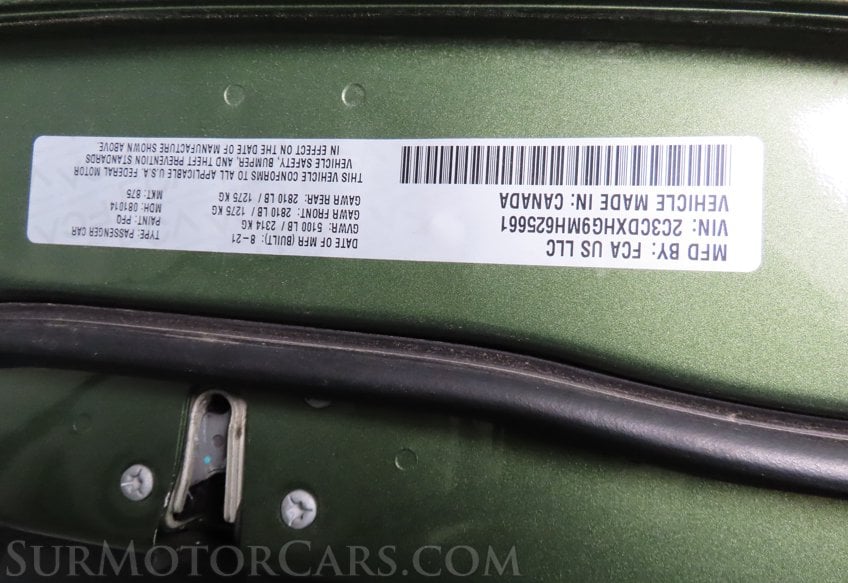 MFD BY: FCA US LLC
VIN: 2C3CDXHG9MH625661
VEHICLE MADE IN: CANADA
DATE OF MFR (BUILT): 8-21
GVWR: 5100 LB / 2314 KG
GAWR FRONT: 2810 LB / 1275 KG
GAWR REAR: 2810 LB / 1275 KG
THIS VEHICLE CONFORMS TO ALL APPLICABLE U.S.A. FEDERAL MOTOR
VEHICLE SAFETY, BUMPER, AND THEFT PREVENTION STANDARDS
IN EFFECT ON THE DATE OF MANUFACTURE SHOWN ABOVE.
TYPE: PASSENGER CAR
PAINT: PFQ
MDH: 081014
MKT: 875
SURMOTORCARS.COM